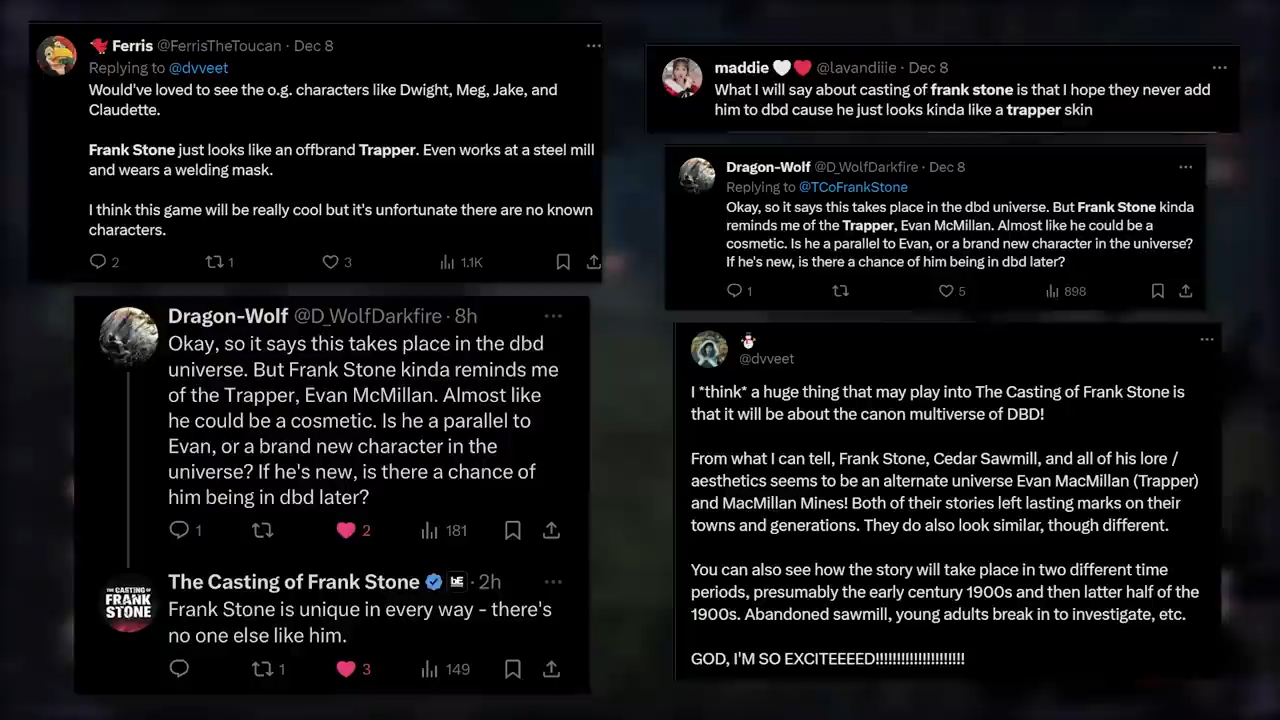 Ferris @FerrisTheToucan · Dec 8
Replying to @dvveet
Would've loved to see the o.g. characters like Dwight, Meg, Jake, and
Claudette.
Frank Stone just looks like an offbrand Trapper. Even works at a steel mill
and wears a welding mask.
I think this game will be really cool but it's unfortunate there are no known
characters.
2 1 3 1.1K
Dragon-Wolf @D_WolfDarkfire · 8h
Okay, so it says this takes place in the dbd
universe. But Frank Stone kinda reminds me
of the Trapper, Evan McMillan. Almost like
he could be a cosmetic. Is he a parallel to
Evan, or a brand new character in the
universe? If he's new, is there a chance of
him being in dbd later?
1 2 181
THE CASTING OF
FRANK
STONE
The Casting of Frank Stone bE · 2h
Frank Stone is unique in every way - there's
no one else like him.
1 3 149
maddie @lavandiiie · Dec 8
What I will say about casting of frank stone is that I hope they never add
him to dbd cause he just looks kinda like a trapper skin
Dragon-Wolf @D_WolfDarkfire · Dec 8
Replying to @TCoFrankStone
Okay, so it says this takes place in the dbd universe. But Frank Stone kinda
reminds me of the Trapper, Evan McMillan. Almost like he could be a
cosmetic. Is he a parallel to Evan, or a brand new character in the universe?
If he's new, is there a chance of him being in dbd later?
1 5 898
@dvveet
I *think* a huge thing that may play into The Casting of Frank Stone is
that it will be about the canon multiverse of DBD!
From what I can tell, Frank Stone, Cedar Sawmill, and all of his lore /
aesthetics seems to be an alternate universe Evan MacMillan (Trapper)
and MacMillan Mines! Both of their stories left lasting marks on their
towns and generations. They do also look similar, though different.
You can also see how the story will take place in two different time
periods, presumably the early century 1900s and then latter half of the
1900s. Abandoned sawmill, young adults break in to investigate, etc.
GOD, I'M SO EXCITEEEED!!!!!!!!!!!!!!!!!!!!!